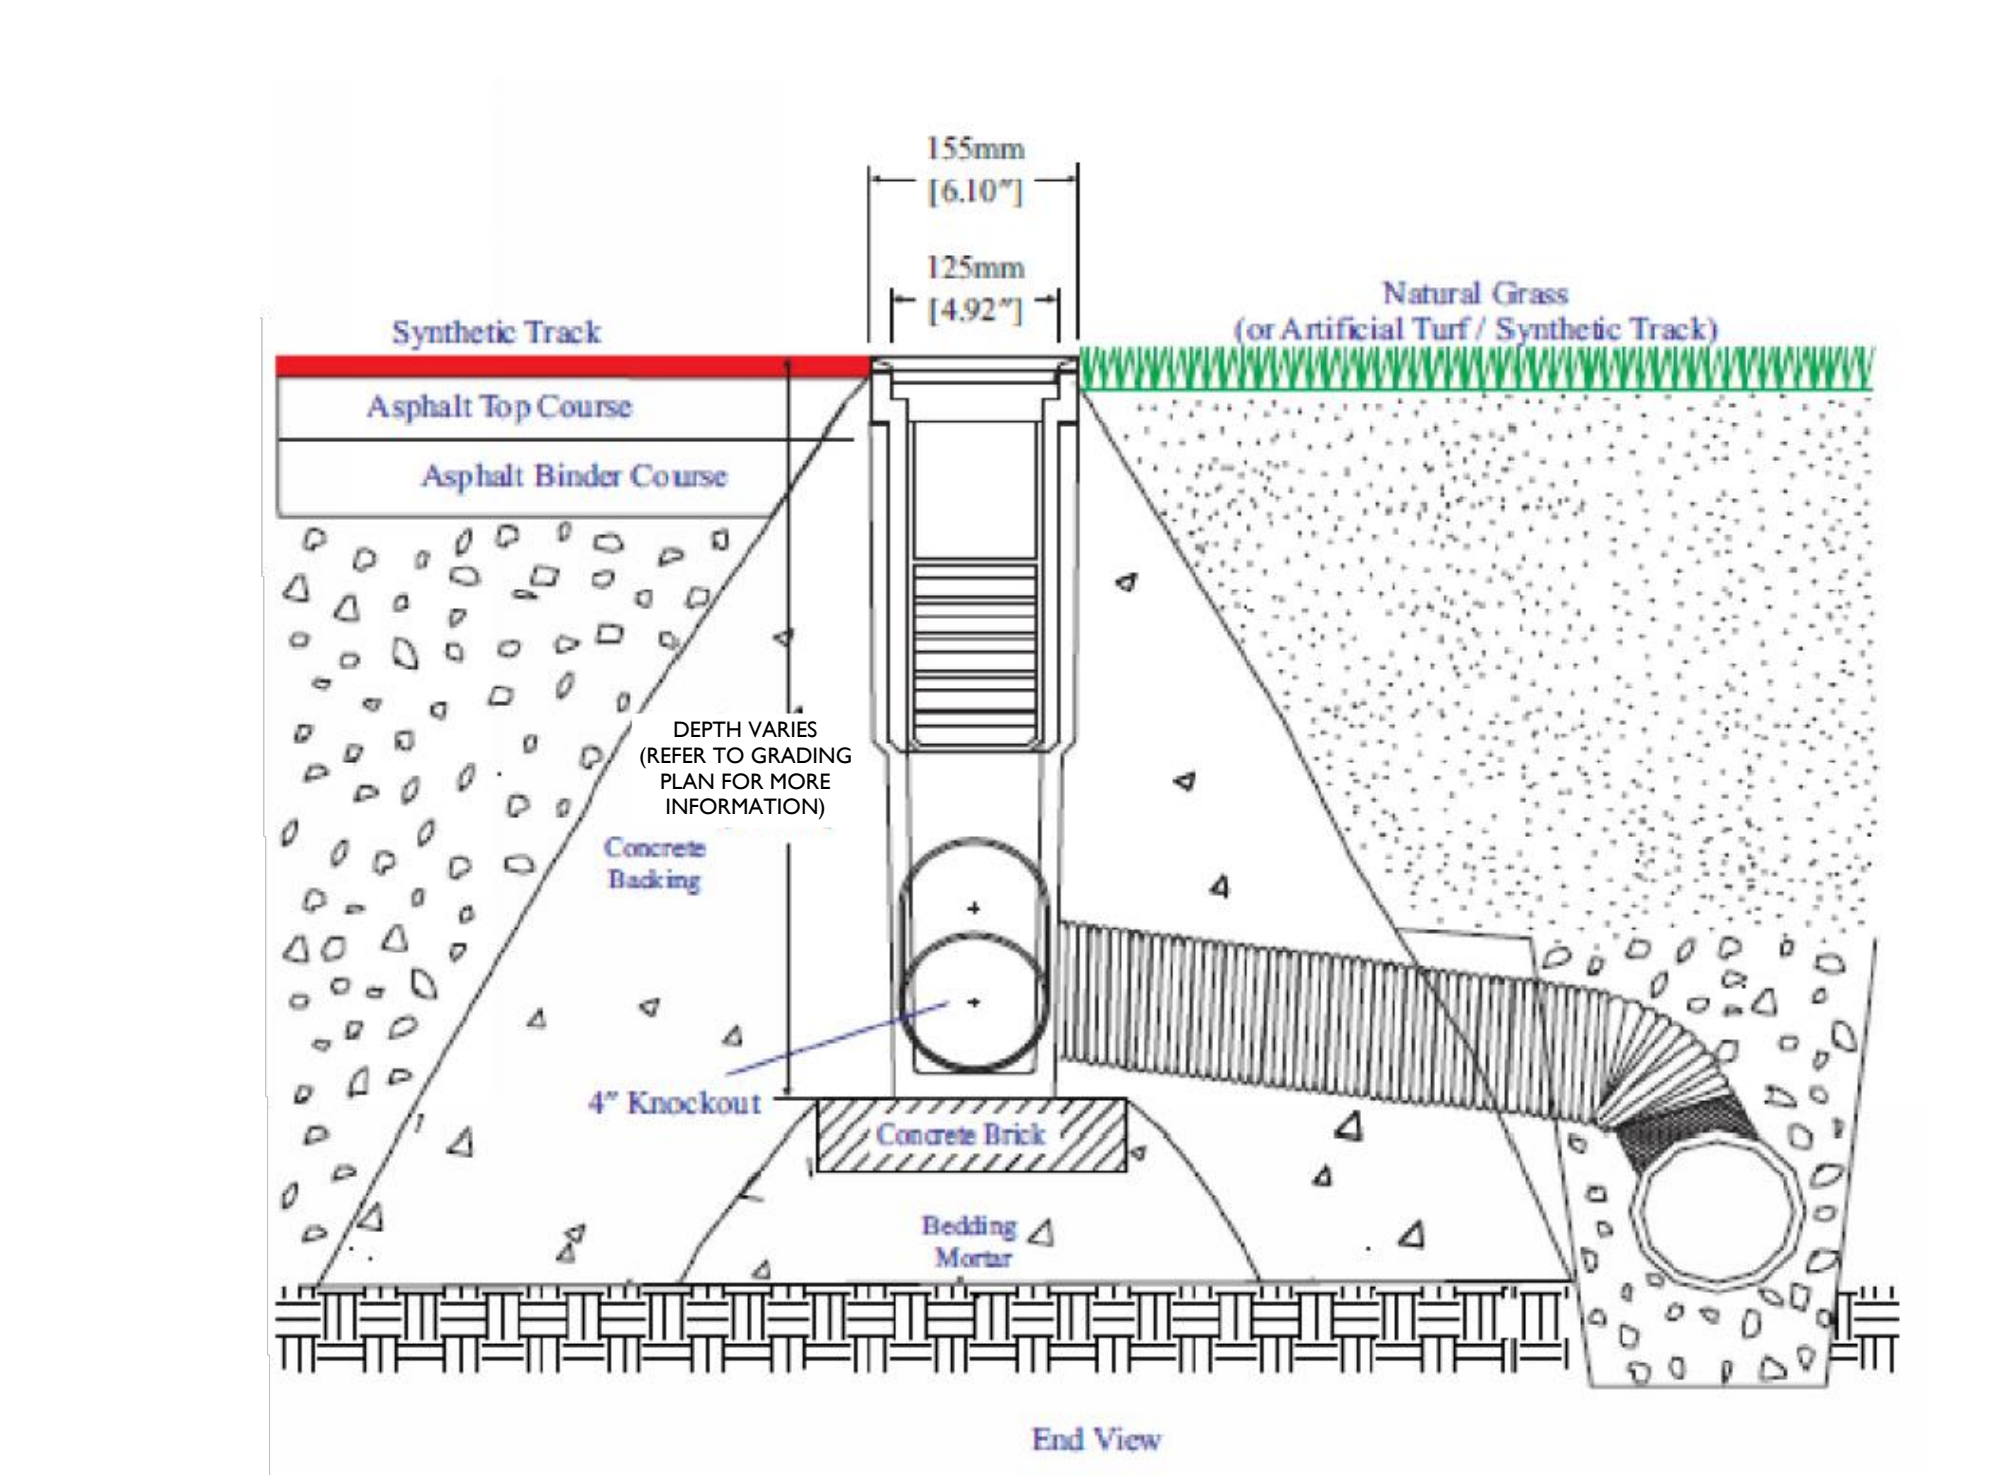 155mm
[6.10″]
125mm
[4.92″]
Natural Grass
(or Artificial Turf / Synthetic Track)
Synthetic Track
Asphalt Top Course
Asphalt Binder Course
DEPTH VARIES
(REFER TO GRADING
PLAN FOR MORE
INFORMATION)
Concrete
Backing
4″ Knockout
Concrete Brick
Bedding
Mortar
End View